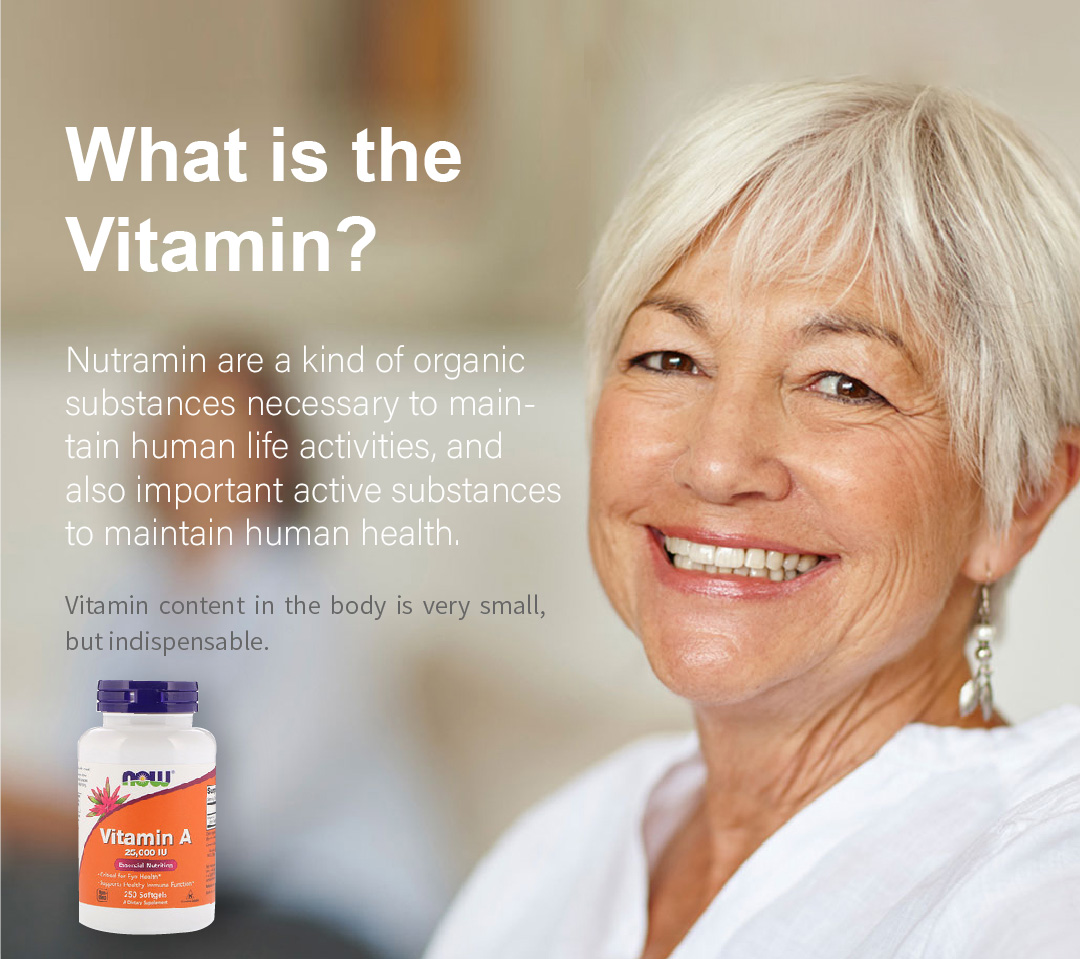 What is the
Vitamin?
Nutramin are a kind of organic
substances necessary to main-
tain human life activities, and
also important active substances
to maintain human health.
Vitamin content in the body is very small,
but indispensable.
now®
Vitamin A
25,000 IU
Essential Nutrition
• Critical for Eye Health*
• Supports Healthy Immune Function*
250 Softgels
A Dietary Supplement